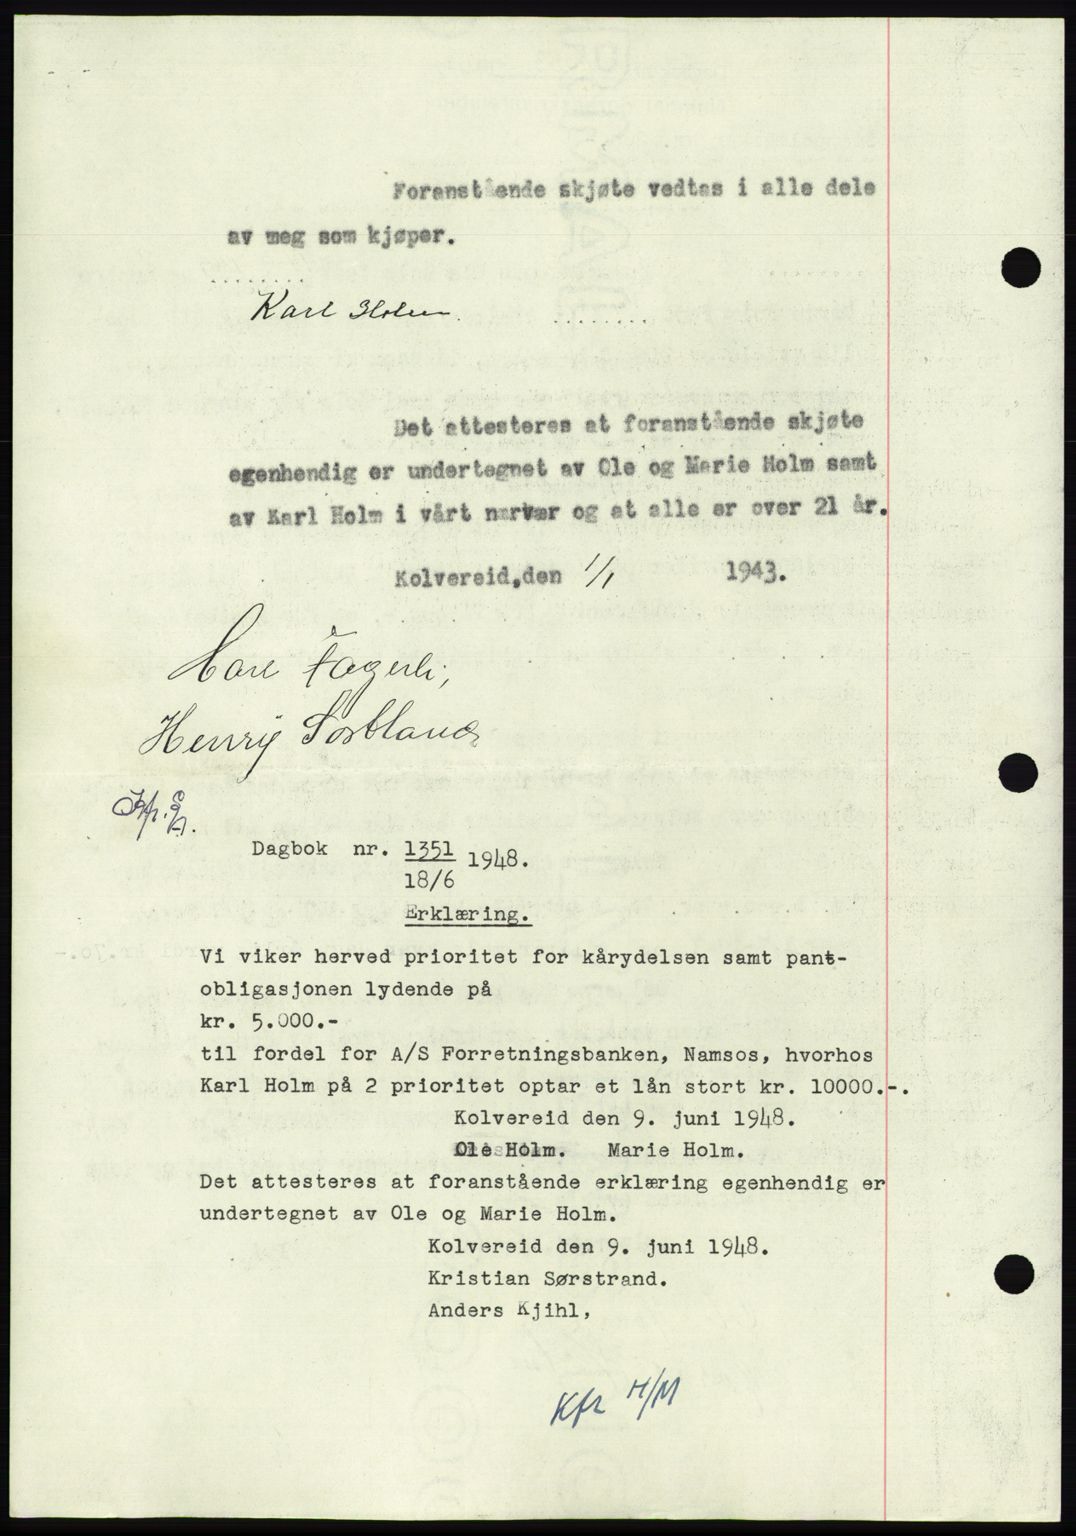 Foranstående skjøte vedtas i alle dele
av meg som kjøper.
........
Karl Holm.
........
Det attesteres at foranstående skjøte
egenhendig er undertegnet av Ole og Marie Holm samt
av Karl Holm i vårt nærvær og at alle er over 21 år.
Kolvereid,den 1/1 1943.
Fagerli,
Henry Sørbland
Kfr.
Dagbok nr. 1351 1948.
18/6
Erklæring.
Vi viker herved prioritet for kårydelsen samt pant-
obligasjonen lydende på
kr. 5.000.-
til fordel for A/S Forretningsbanken, Namsos, hvorhos
Karl Holm på 2 prioritet optar et lån stort kr. 10000.-.
Kolvereid den 9. juni 1948.
Ole Holm. Marie Holm.
Det attesteres at foranstående erklæring egenhendig er
undertegnet av Ole og Marie Holm.
Kolvereid den 9. juni 1948.
Kristian Sørstrand.
Anders Kjihl,
Kfr H/M